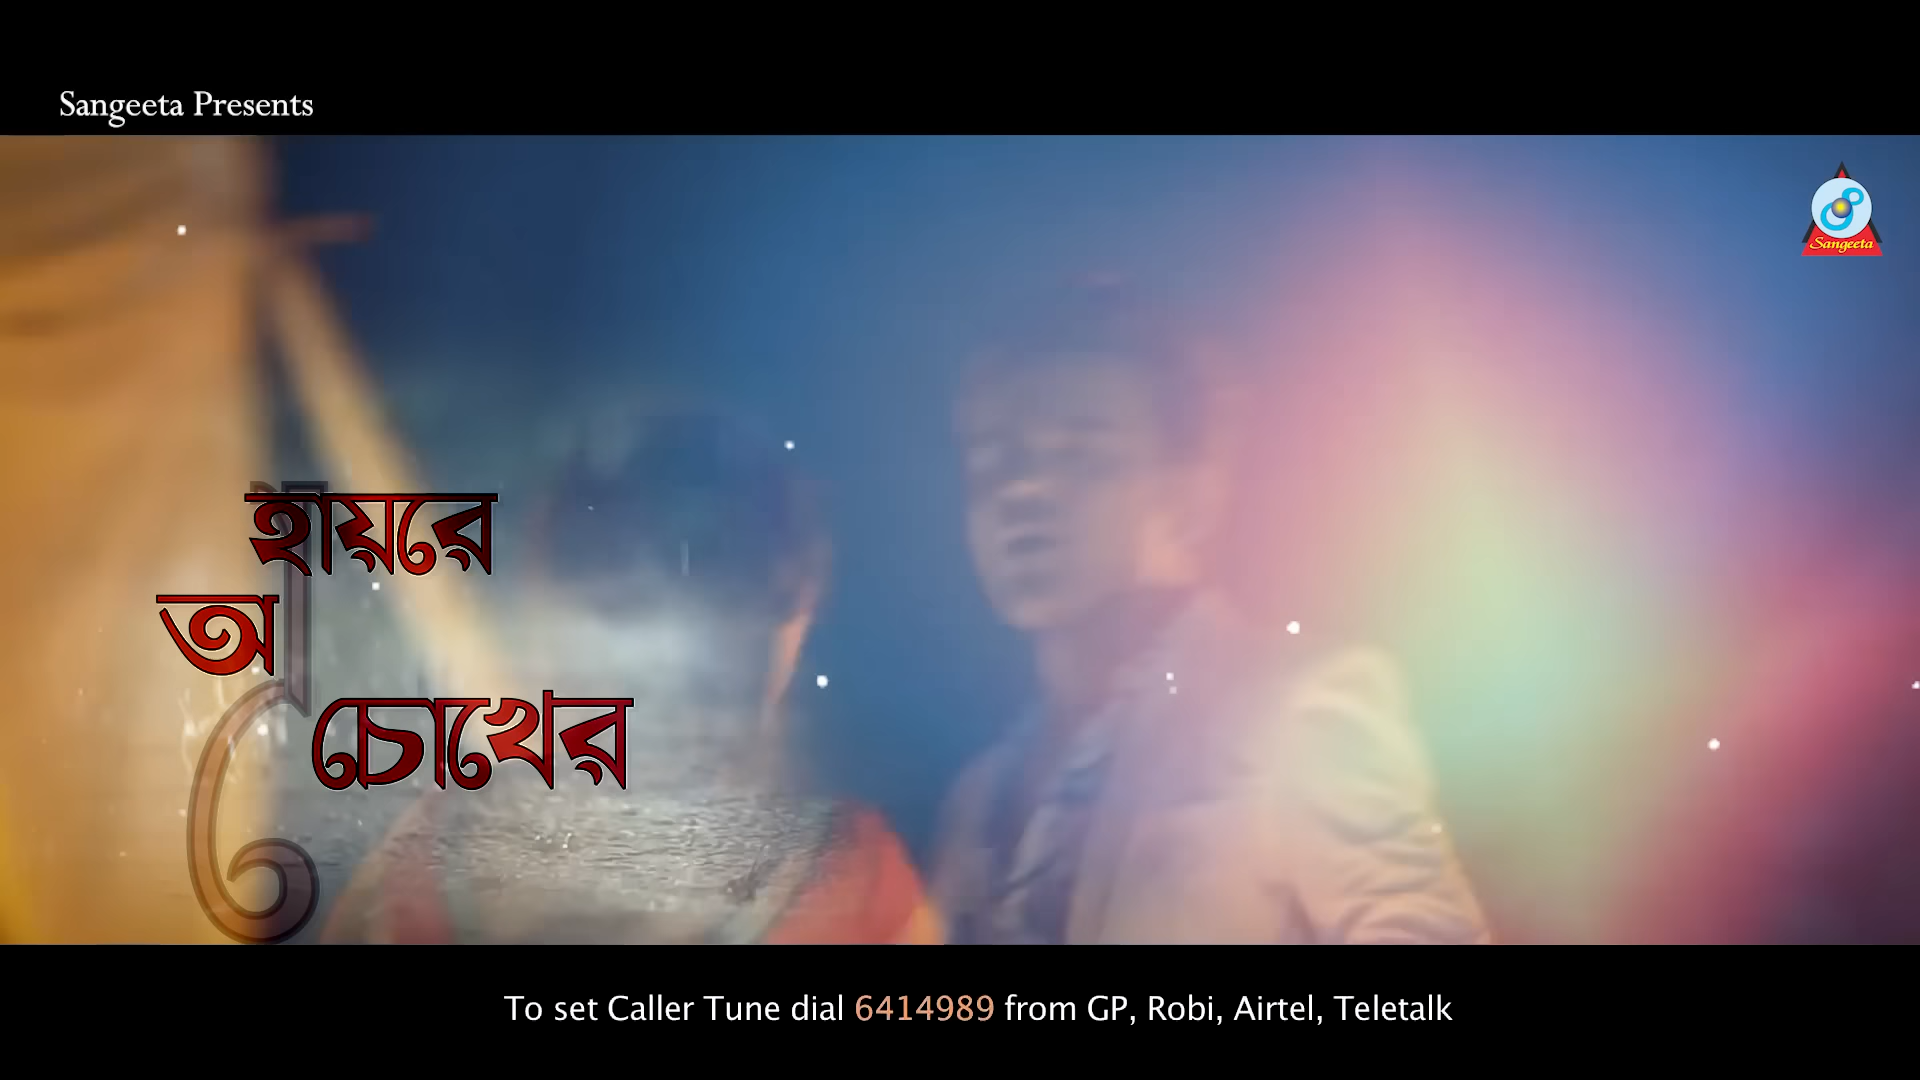 Sangeeta Presents
Sangeeta
হায়রে
অ
চোখের
To set Caller Tune dial 6414989 from GP, Robi, Airtel, Teletalk